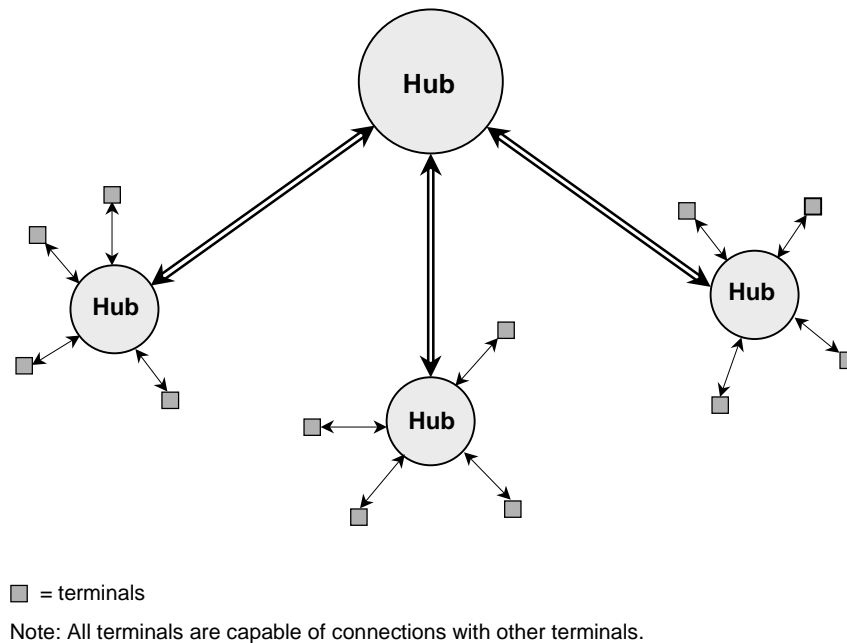 Hub
Hub
Hub
Hub
= terminals
Note: All terminals are capable of connections with other terminals.